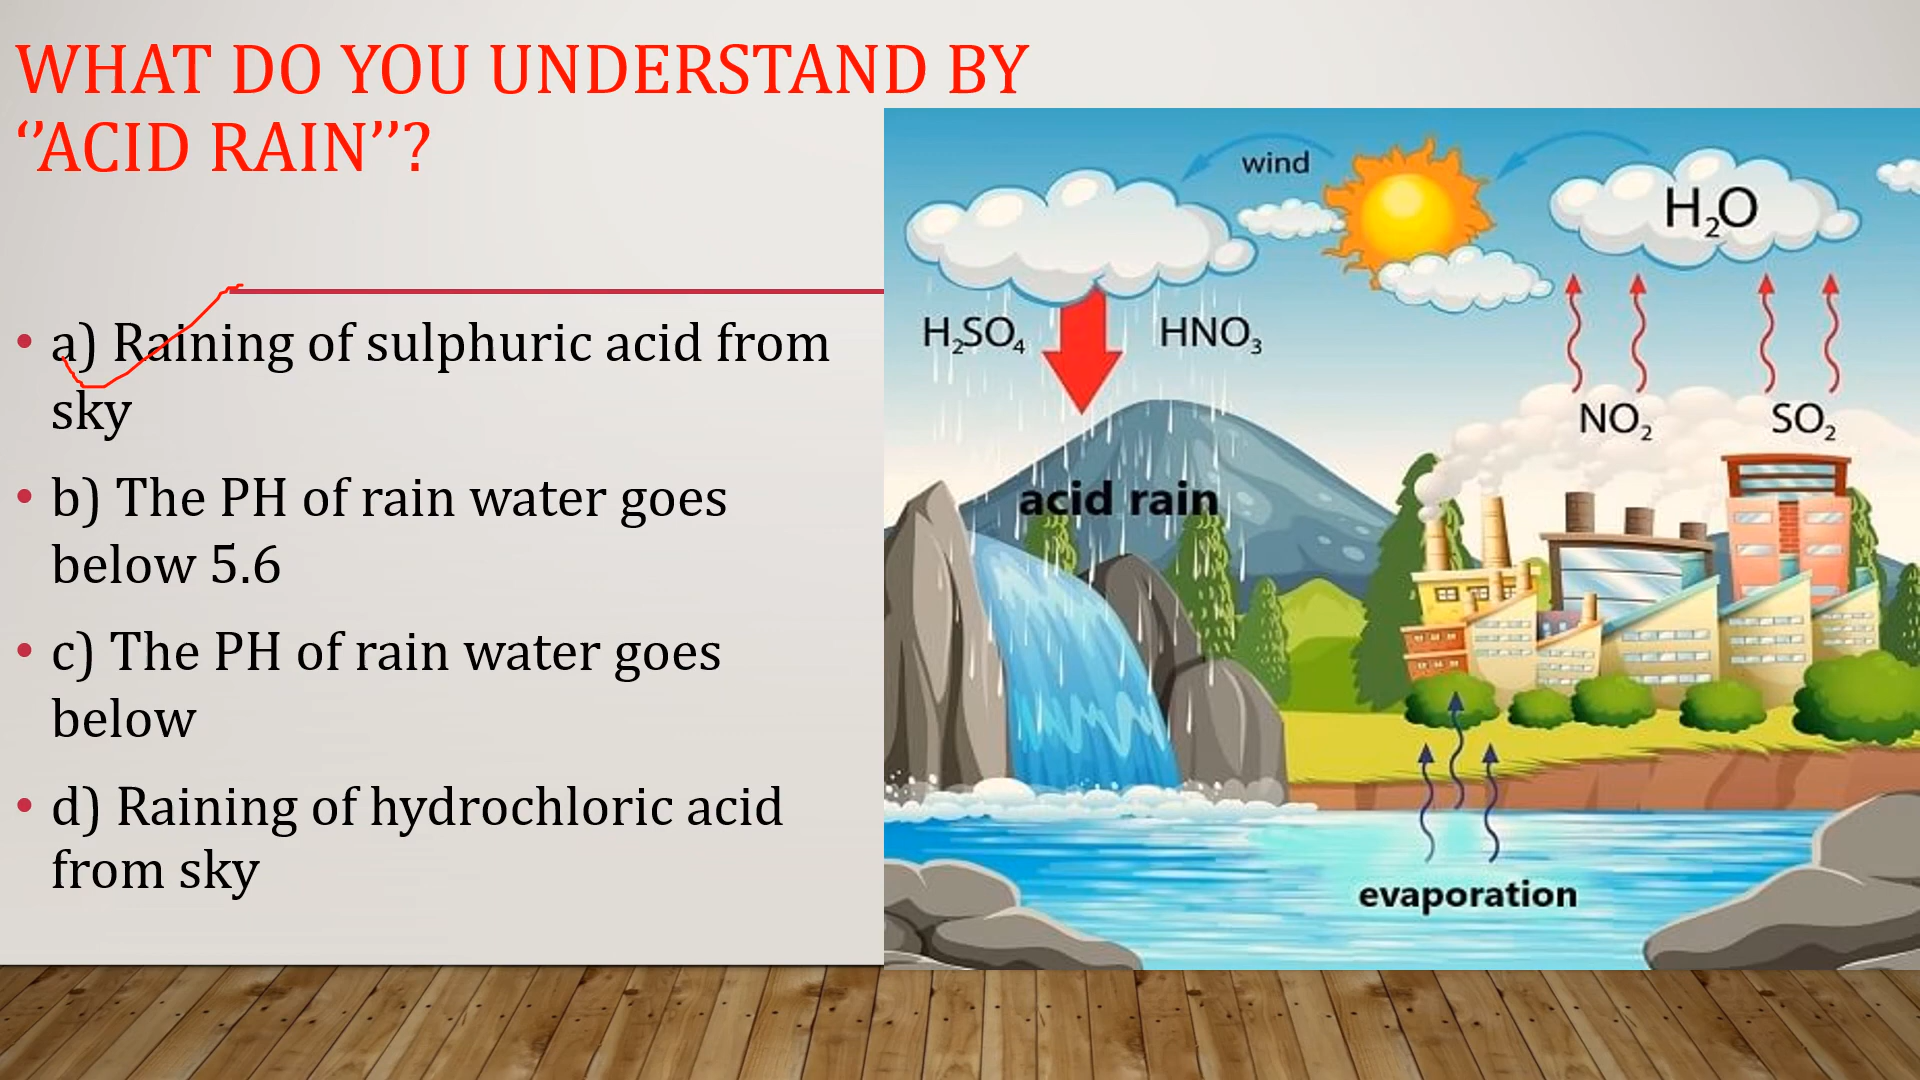 WHAT DO YOU UNDERSTAND BY
‘’ACID RAIN’’?
a) Raining of sulphuric acid from
sky
b) The PH of rain water goes
below 5.6
c) The PH of rain water goes
below
d) Raining of hydrochloric acid
from sky
wind
H₂O
H₂SO₄
HNO₃
NO₂
SO₂
acid rain
evaporation